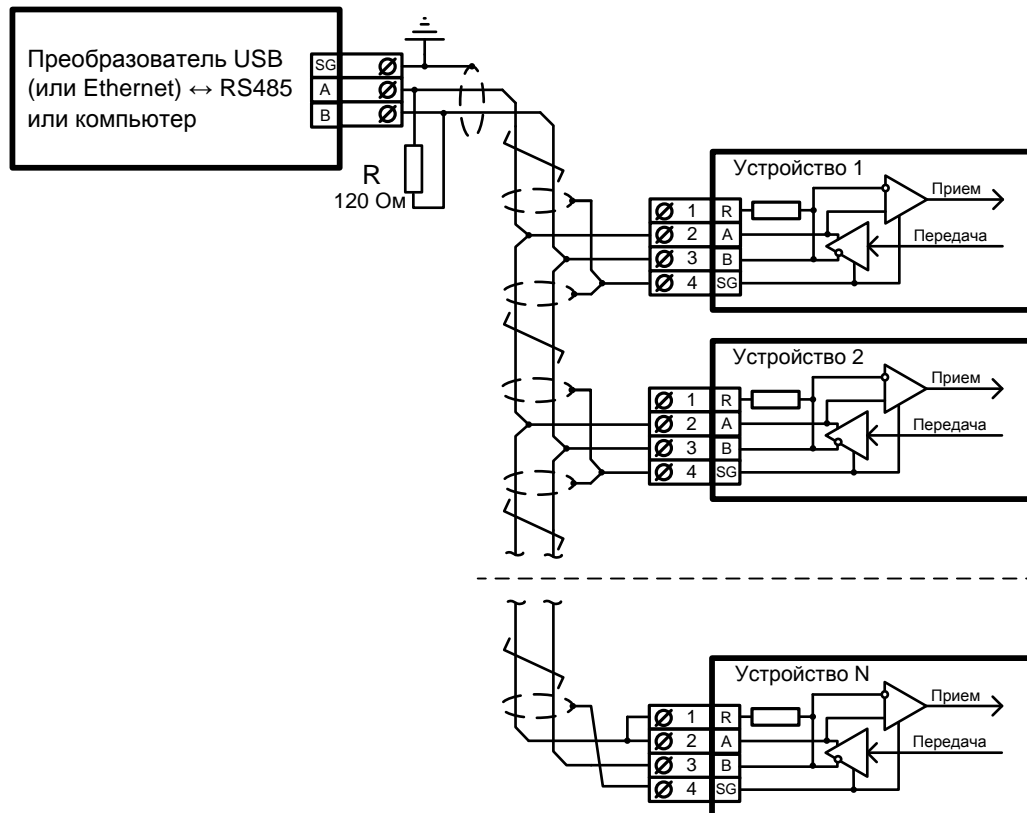 Преобразователь USB
(или Ethernet) ↔ RS485
или компьютер
SG
A
B
R
120 Ом
Устройство 1
1 R
2 A
3 B
4 SG
Прием
Передача
Устройство 2
1 R
2 A
3 B
4 SG
Прием
Передача
Устройство N
1 R
2 A
3 B
4 SG
Прием
Передача